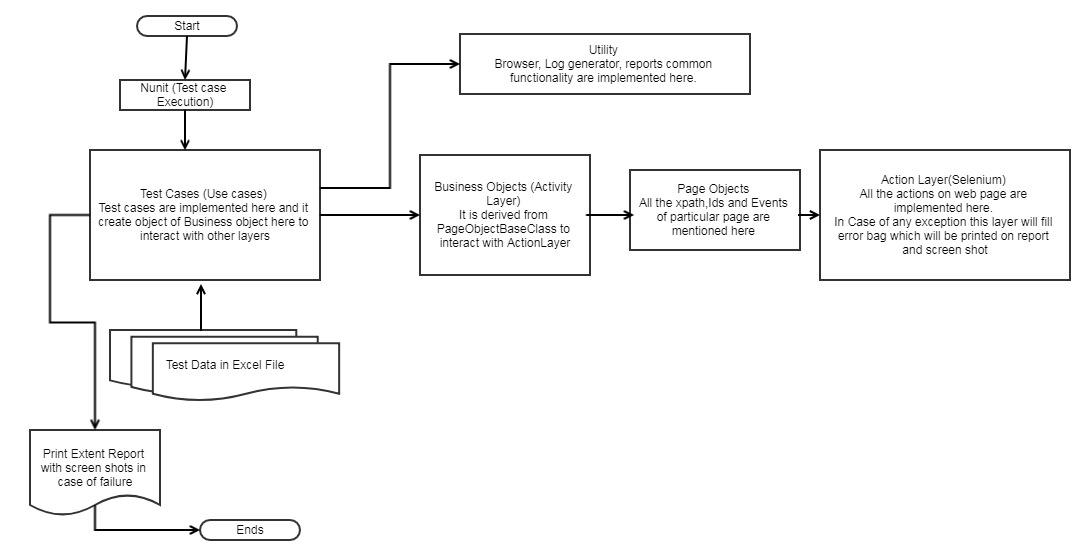 Start
Nunit (Test case
Execution)
Utility
Browser, Log generator, reports common
functionality are implemented here.
Test Cases (Use cases)
Test cases are implemented here and it
create object of Business object here to
interact with other layers
Business Objects (Activity
Layer)
It is derived from
PageObjectBaseClass to
interact with ActionLayer
Page Objects
All the xpath,Ids and Events
of particular page are
mentioned here
Action Layer(Selenium)
All the actions on web page are
implemented here.
In Case of any exception this layer will fill
error bag which will be printed on report
and screen shot
Test Data in Excel File
Print Extent Report
with screen shots in
case of failure
Ends